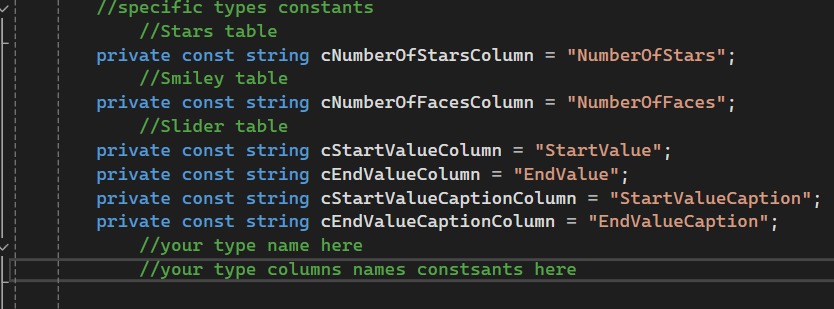 //specific types constants
//Stars table
private const string cNumberOfStarsColumn = "NumberOfStars";
//Smiley table
private const string cNumberOfFacesColumn = "NumberOfFaces";
//Slider table
private const string cStartValueColumn = "StartValue";
private const string cEndValueColumn = "EndValue";
private const string cStartValueCaptionColumn = "StartValueCaption";
private const string cEndValueCaptionColumn = "EndValueCaption";
//your type name here
//your type columns names constsants here